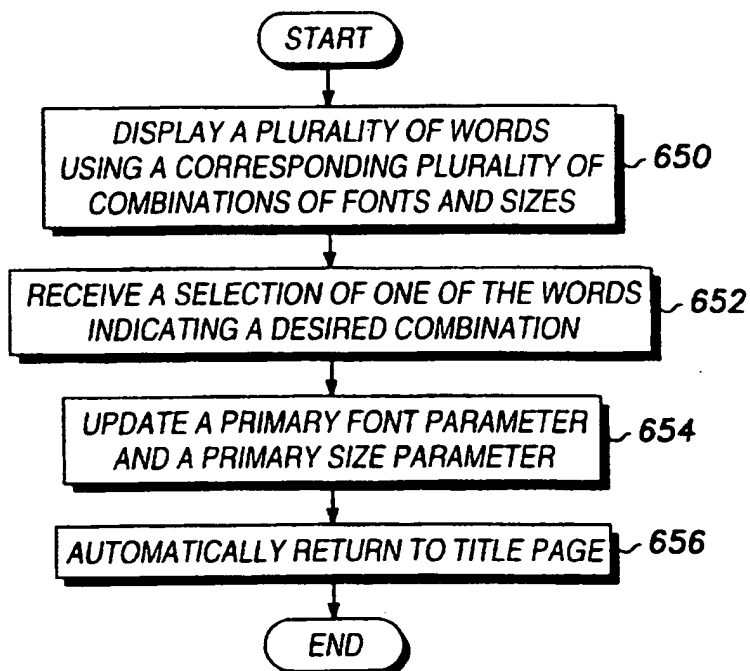 START
DISPLAY A PLURALITY OF WORDS
USING A CORRESPONDING PLURALITY OF
COMBINATIONS OF FONTS AND SIZES
650
RECEIVE A SELECTION OF ONE OF THE WORDS
INDICATING A DESIRED COMBINATION
652
UPDATE A PRIMARY FONT PARAMETER
AND A PRIMARY SIZE PARAMETER
654
AUTOMATICALLY RETURN TO TITLE PAGE
656
END